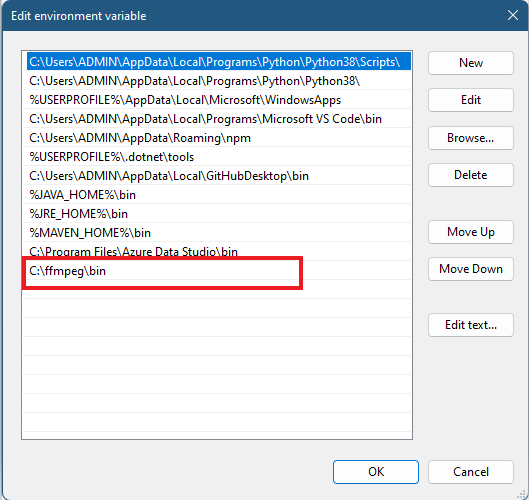 Edit environment variable
C:\Users\ADMIN\AppData\Local\Programs\Python\Python38\Scripts\
C:\Users\ADMIN\AppData\Local\Programs\Python\Python38\
%USERPROFILE%\AppData\Local\Microsoft\WindowsApps
C:\Users\ADMIN\AppData\Local\Programs\Microsoft VS Code\bin
C:\Users\ADMIN\AppData\Roaming\npm
%USERPROFILE%\.dotnet\tools
C:\Users\ADMIN\AppData\Local\GitHubDesktop\bin
%JAVA_HOME%\bin
%JRE_HOME%\bin
%MAVEN_HOME%\bin
C:\Program Files\Azure Data Studio\bin
C:\ffmpeg\bin
New
Edit
Browse...
Delete
Move Up
Move Down
Edit text...
OK
Cancel